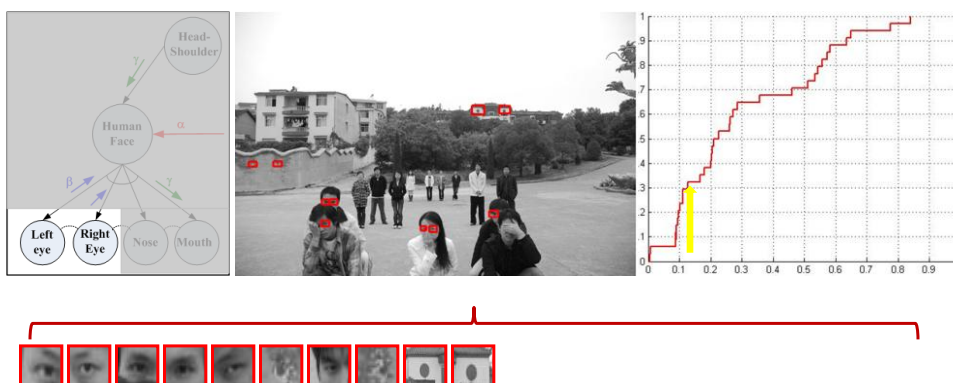 Head-
Shoulder
γ
Human
Face
α
β
γ
Left
eye
Right
Eye
Nose
Mouth
1
.9
.8
.7
.6
.5
.4
.3
.2
.1
0
0 0.1 0.2 0.3 0.4 0.5 0.6 0.7 0.8 0.9